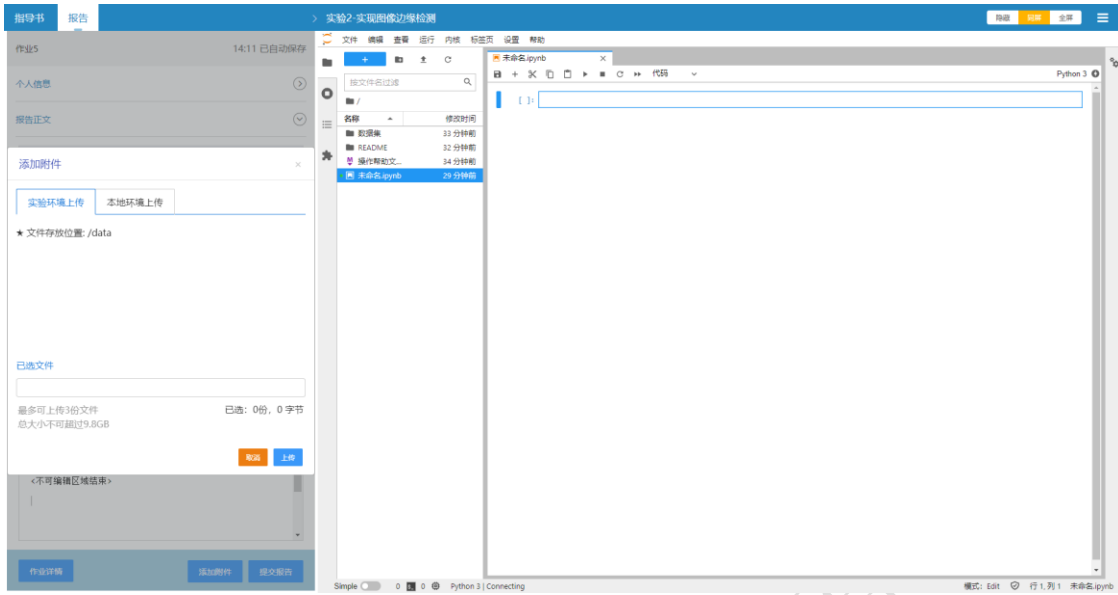 指导书 报告
实验2-实现图像边缘检测
隐藏 同屏 全屏
作业5 14:11 已自动保存
个人信息
报告正文
添加附件 ×
实验环境上传 本地环境上传
★ 文件存放位置: /data
已选文件
最多可上传3份文件
已选: 0份, 0 字节
总大小不可超过9.8GB
取消 上传
<不可编辑区域结束>
作业详情 添加附件 提交报告
文件 编辑 查看 运行 内核 标签页 设置 帮助
按文件名过滤
/
名称 修改时间
数据集 33 分钟前
README 32 分钟前
操作帮助文... 34 分钟前
未命名.ipynb 29 分钟前
未命名.ipynb ×
代码 Python 3
[ ]:
Simple 0 0 Python 3 | Connecting
模式: Edit 行 1, 列 1 未命名.ipynb